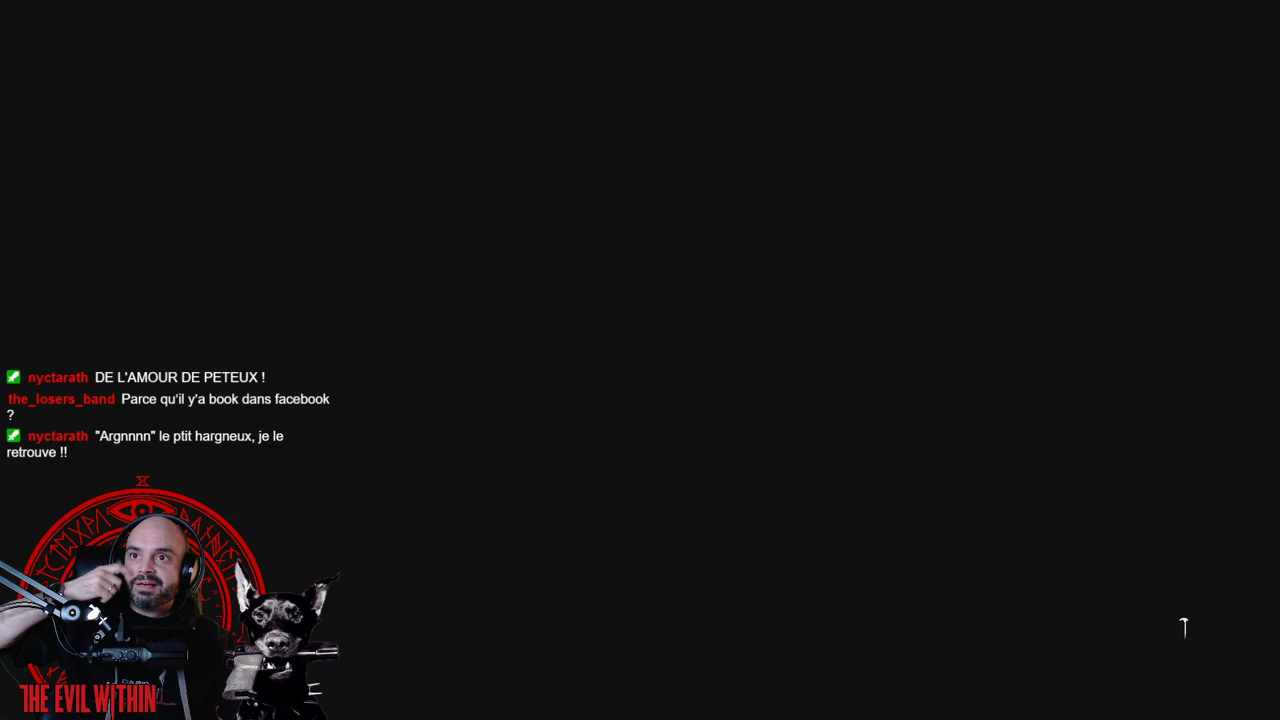 nyctarath DE L'AMOUR DE PETEUX !
the_losers_band Parce qu'il y'a book dans facebook
?
nyctarath "Argnnnn" le ptit hargneux, je le
retrouve !!
THE EVIL WITHIN